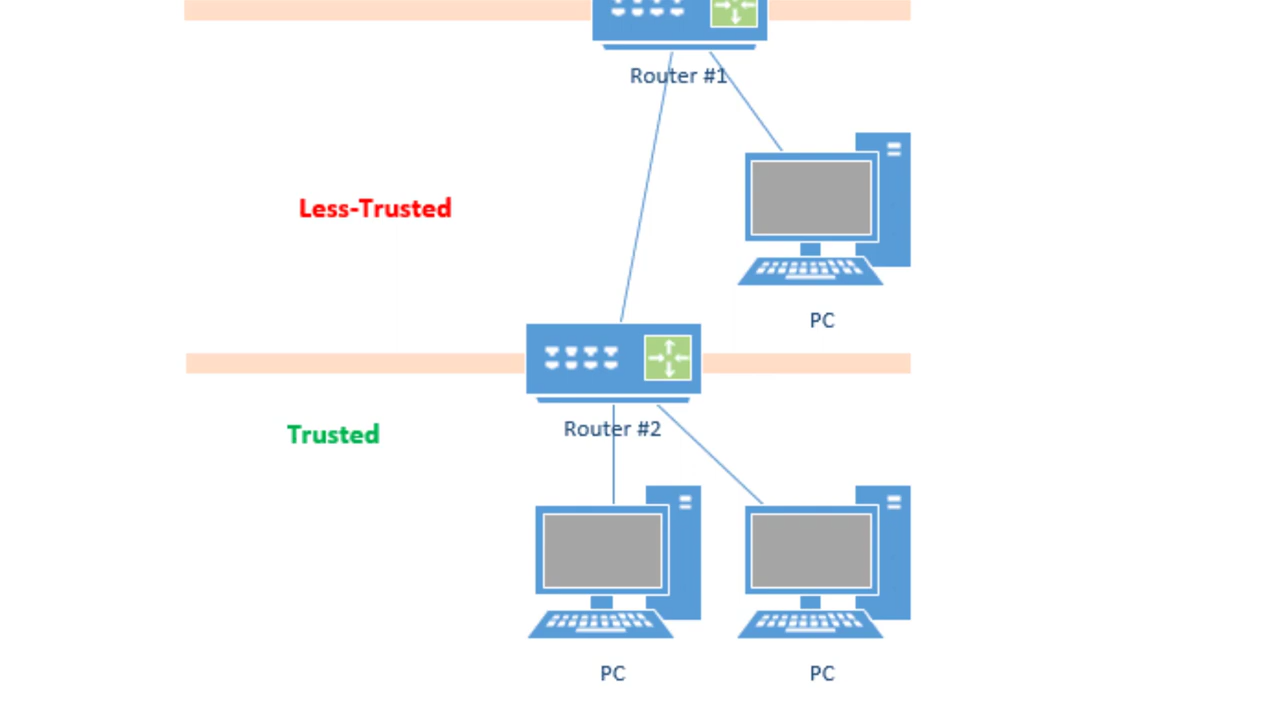 Router #1
Less-Trusted
PC
Router #2
Trusted
PC
PC